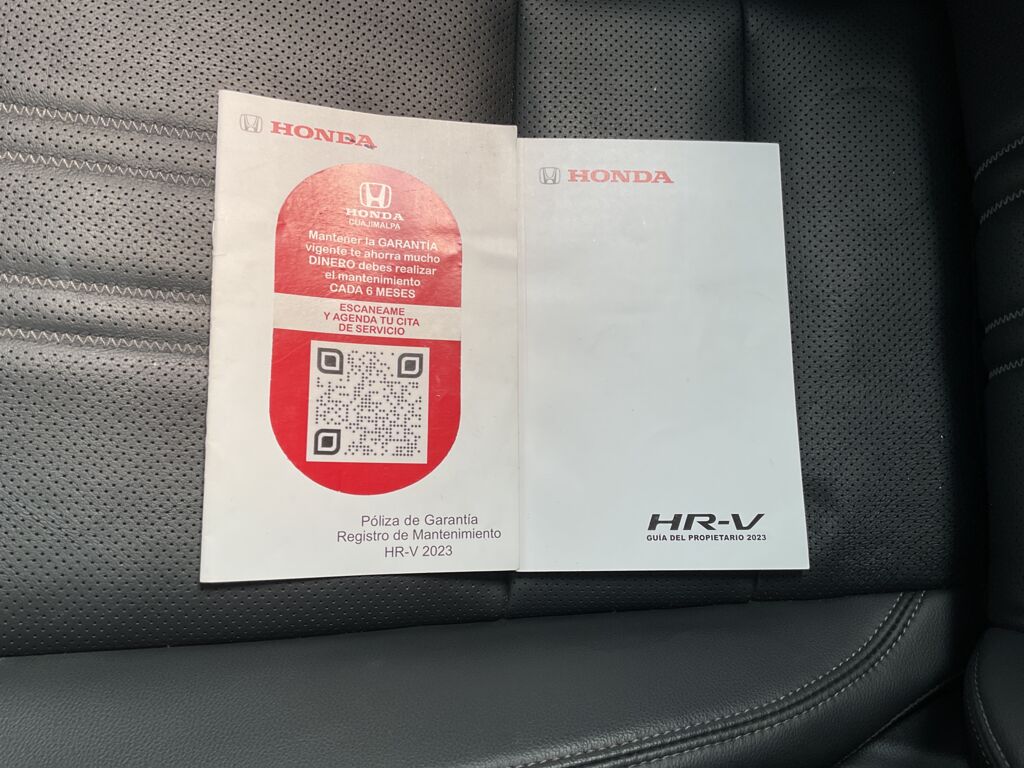 HONDA
HONDA
CUAJIMALPA
Mantener la GARANTÍA
vigente te ahorra mucho
DINERO debes realizar
el mantenimiento
CADA 6 MESES
ESCANEAME
Y AGENDA TU CITA
DE SERVICIO
Póliza de Garantía
Registro de Mantenimiento
HR-V 2023
HONDA
HR-V
GUÍA DEL PROPIETARIO 2023